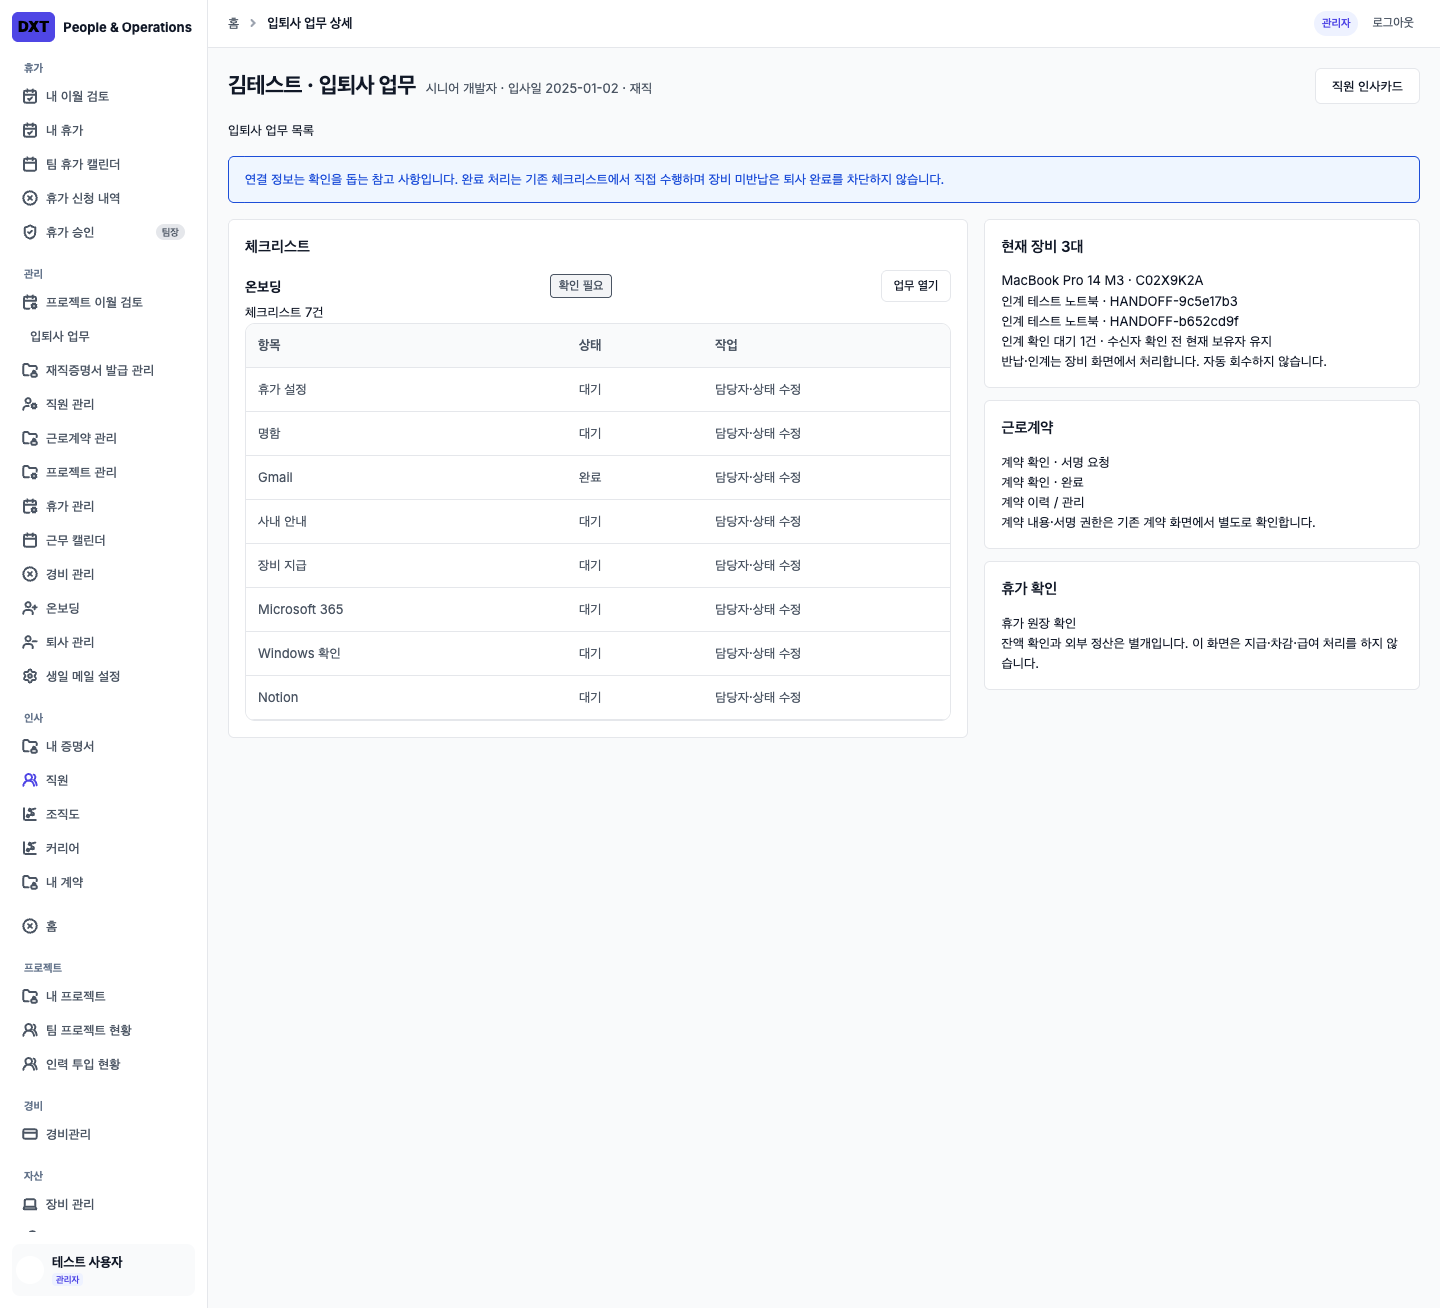 DXT People & Operations
휴가
내 이월 검토
내 휴가
팀 휴가 캘린더
휴가 신청 내역
휴가 승인 팀장
관리
프로젝트 이월 검토
입퇴사 업무
재직증명서 발급 관리
직원 관리
근로계약 관리
프로젝트 관리
휴가 관리
근무 캘린더
경비 관리
온보딩
퇴사 관리
생일 메일 설정
인사
내 증명서
직원
조직도
커리어
내 계약
홈
프로젝트
내 프로젝트
팀 프로젝트 현황
인력 투입 현황
경비
경비관리
자산
장비 관리
테스트 사용자
관리자
홈 입퇴사 업무 상세
관리자 로그아웃
김테스트 · 입퇴사 업무 시니어 개발자 · 입사일 2025-01-02 · 재직
직원 인사카드
입퇴사 업무 목록
연결 정보는 확인을 돕는 참고 사항입니다. 완료 처리는 기존 체크리스트에서 직접 수행하며 장비 미반납은 퇴사 완료를 차단하지 않습니다.
체크리스트
온보딩 확인 필요 업무 열기
체크리스트 7건
항목 상태 작업
휴가 설정 대기 담당자·상태 수정
명함 대기 담당자·상태 수정
Gmail 완료 담당자·상태 수정
사내 안내 대기 담당자·상태 수정
장비 지급 대기 담당자·상태 수정
Microsoft 365 대기 담당자·상태 수정
Windows 확인 대기 담당자·상태 수정
Notion 대기 담당자·상태 수정
현재 장비 3대
MacBook Pro 14 M3 · C02X9K2A
인계 테스트 노트북 · HANDOFF-9c5e17b3
인계 테스트 노트북 · HANDOFF-b652cd9f
인계 확인 대기 1건 · 수신자 확인 전 현재 보유자 유지
반납·인계는 장비 화면에서 처리합니다. 자동 회수하지 않습니다.
근로계약
계약 확인 · 서명 요청
계약 확인 · 완료
계약 이력 / 관리
계약 내용·서명 권한은 기존 계약 화면에서 별도로 확인합니다.
휴가 확인
휴가 원장 확인
잔액 확인과 외부 정산은 별개입니다. 이 화면은 지급·차감·급여 처리를 하지 않
습니다.